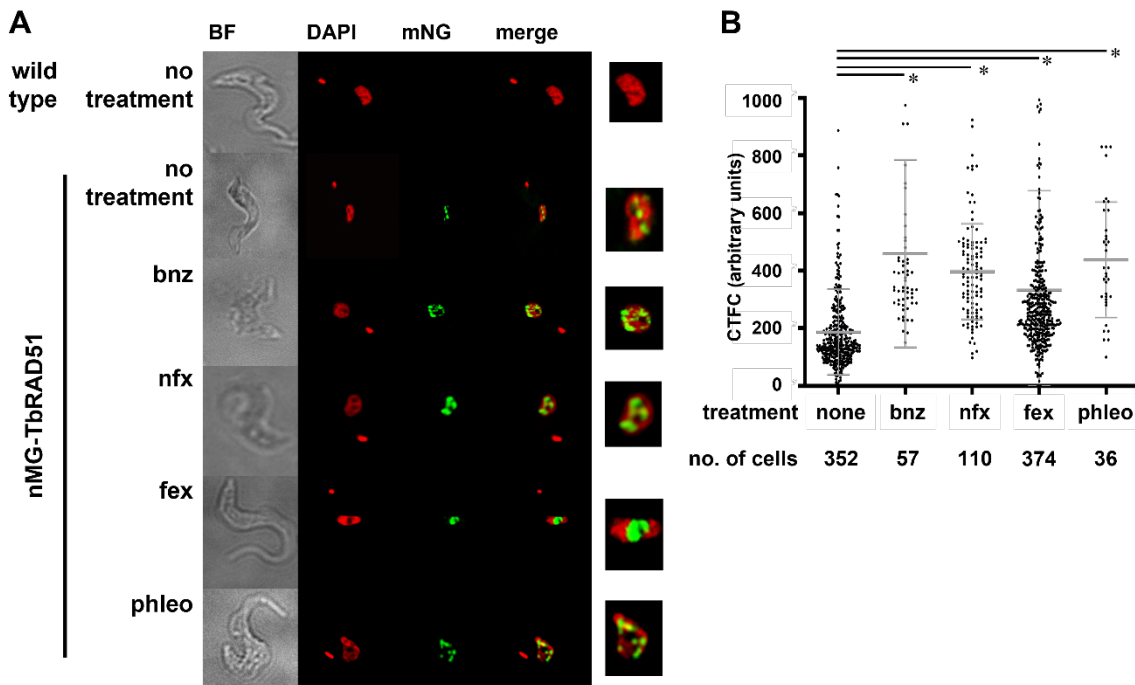 A
BF DAPI mNG merge
wild type
no treatment
no treatment
bnz
nfx
fex
phleo
nMG-TbRAD51
B
* * * *
CTFC (arbitrary units)
1000
800
600
400
200
0
treatment none bnz nfx fex phleo
no. of cells 352 57 110 374 36